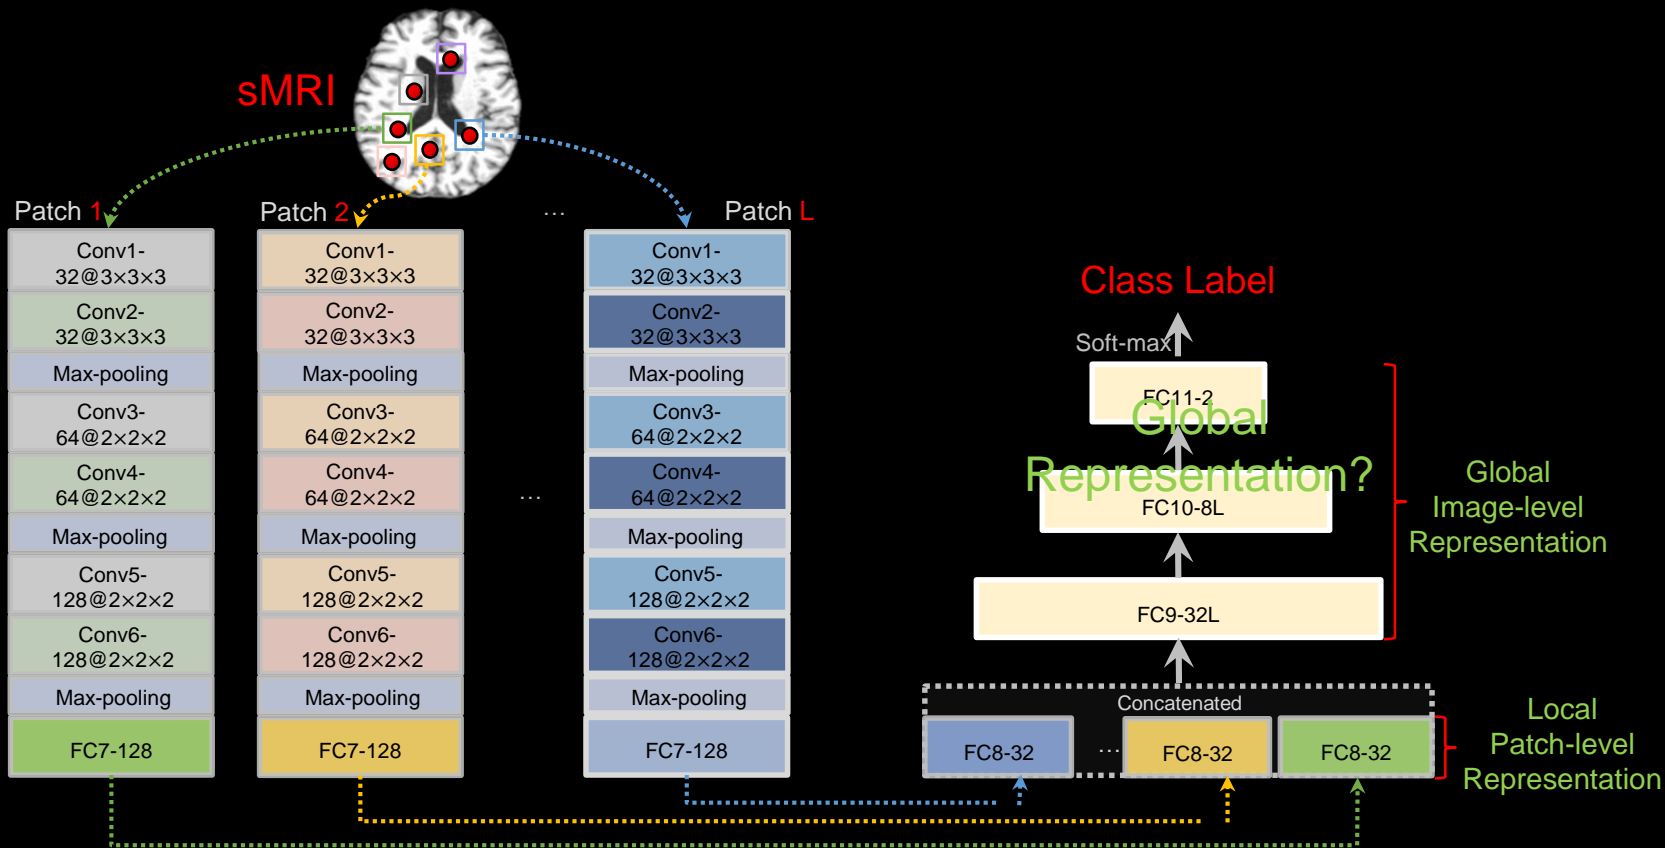 sMRI
Patch 1
Patch 2
...
Patch L
Conv1-
32@3×3×3
Conv2-
32@3×3×3
Max-pooling
Conv3-
64@2×2×2
Conv4-
64@2×2×2
Max-pooling
Conv5-
128@2×2×2
Conv6-
128@2×2×2
Max-pooling
FC7-128
Conv1-
32@3×3×3
Conv2-
32@3×3×3
Max-pooling
Conv3-
64@2×2×2
Conv4-
64@2×2×2
Max-pooling
Conv5-
128@2×2×2
Conv6-
128@2×2×2
Max-pooling
FC7-128
...
Conv1-
32@3×3×3
Conv2-
32@3×3×3
Max-pooling
Conv3-
64@2×2×2
Conv4-
64@2×2×2
Max-pooling
Conv5-
128@2×2×2
Conv6-
128@2×2×2
Max-pooling
FC7-128
Class Label
Soft-max
FC11-2
Global
Representation?
FC10-8L
FC9-32L
Global
Image-level
Representation
Concatenated
FC8-32
...
FC8-32
FC8-32
Local
Patch-level
Representation